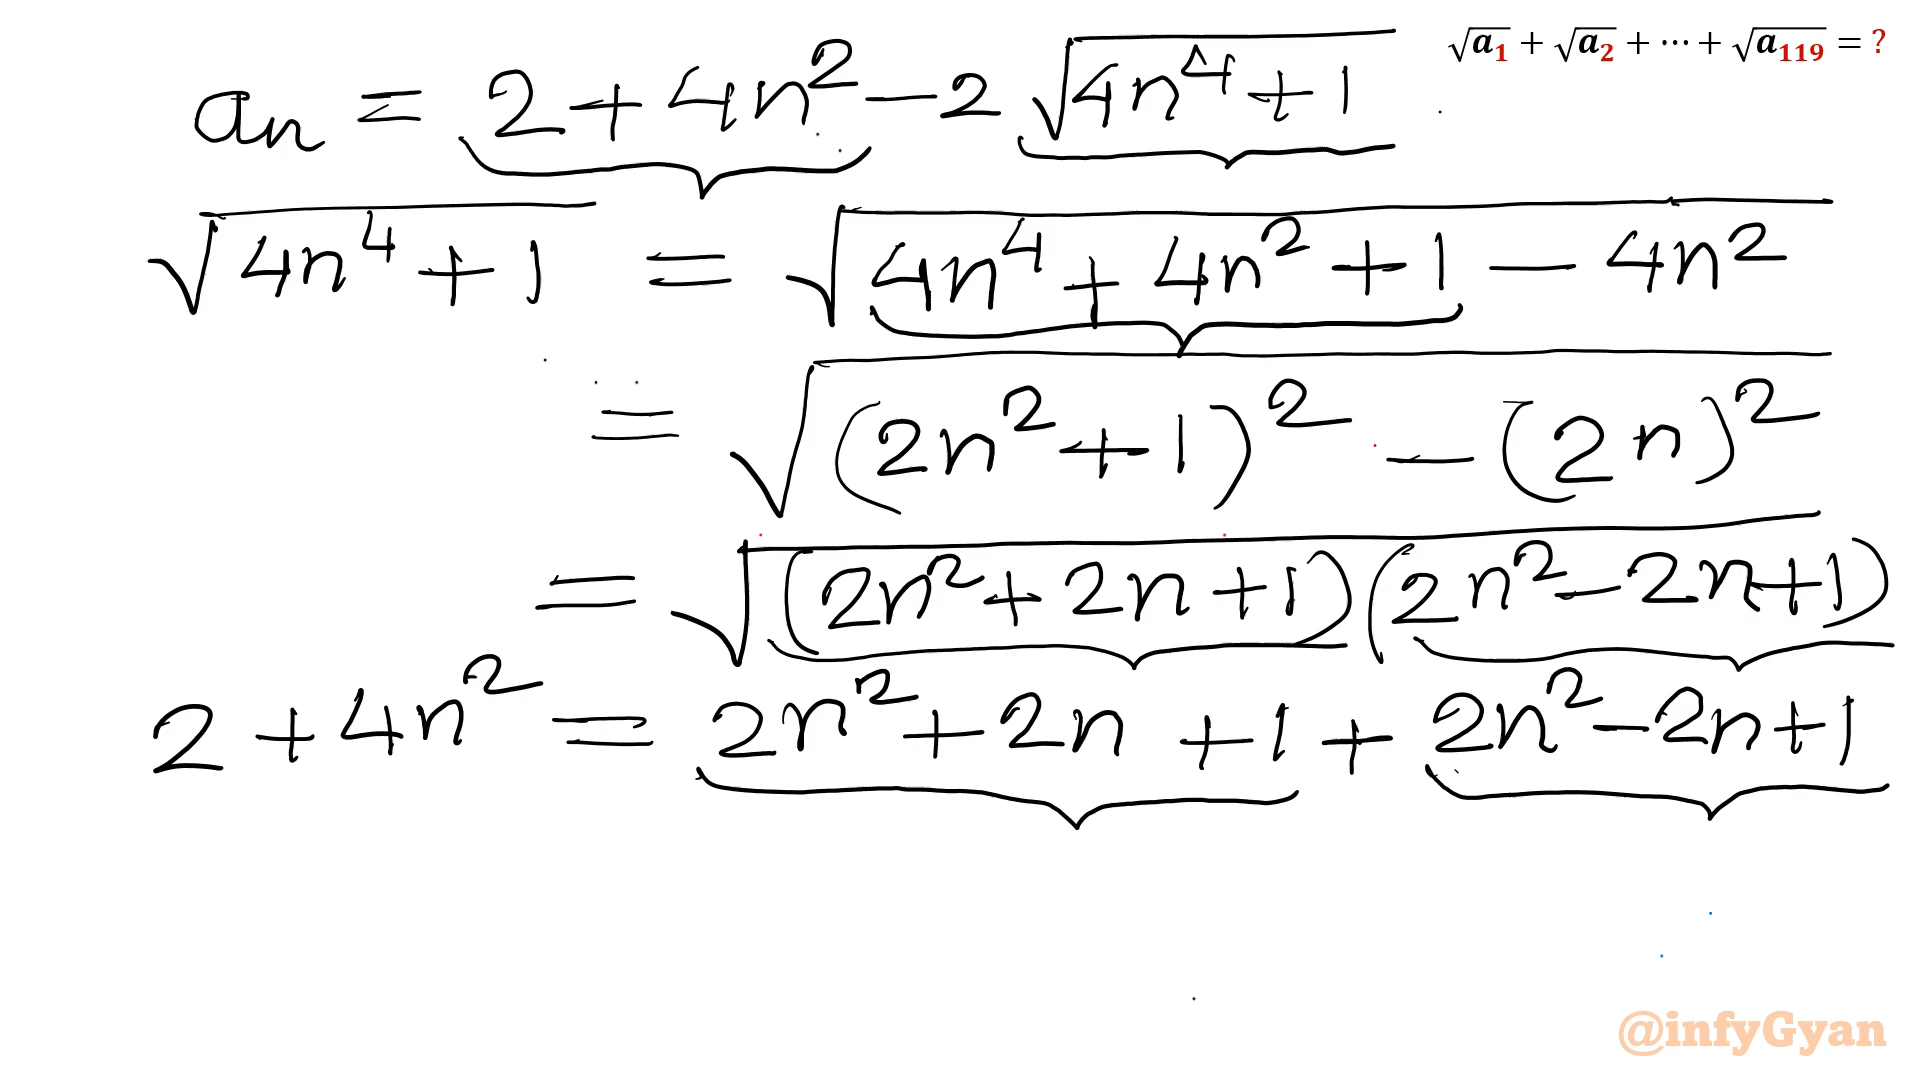 √a₁ + √a₂ + ⋯ + √a₁₁₉ = ?
aₙ = 2 + 4n² − 2 √(4n⁴ + 1)
√(4n⁴ + 1) = √(4n⁴ + 4n² + 1 − 4n²)
= √((2n² + 1)² − (2n)²)
= √((2n² + 2n + 1)(2n² − 2n + 1))
2 + 4n² = 2n² + 2n + 1 + 2n² − 2n + 1
@infyGyan